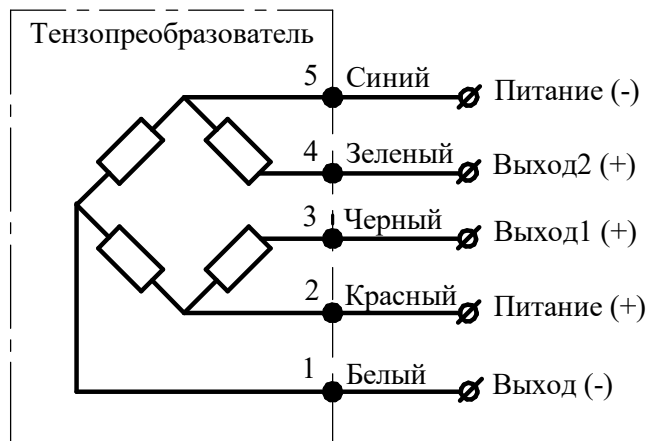 Тензопреобразователь
5 Синий Питание (-)
4 Зеленый Выход2 (+)
3 Черный Выход1 (+)
2 Красный Питание (+)
1 Белый Выход (-)